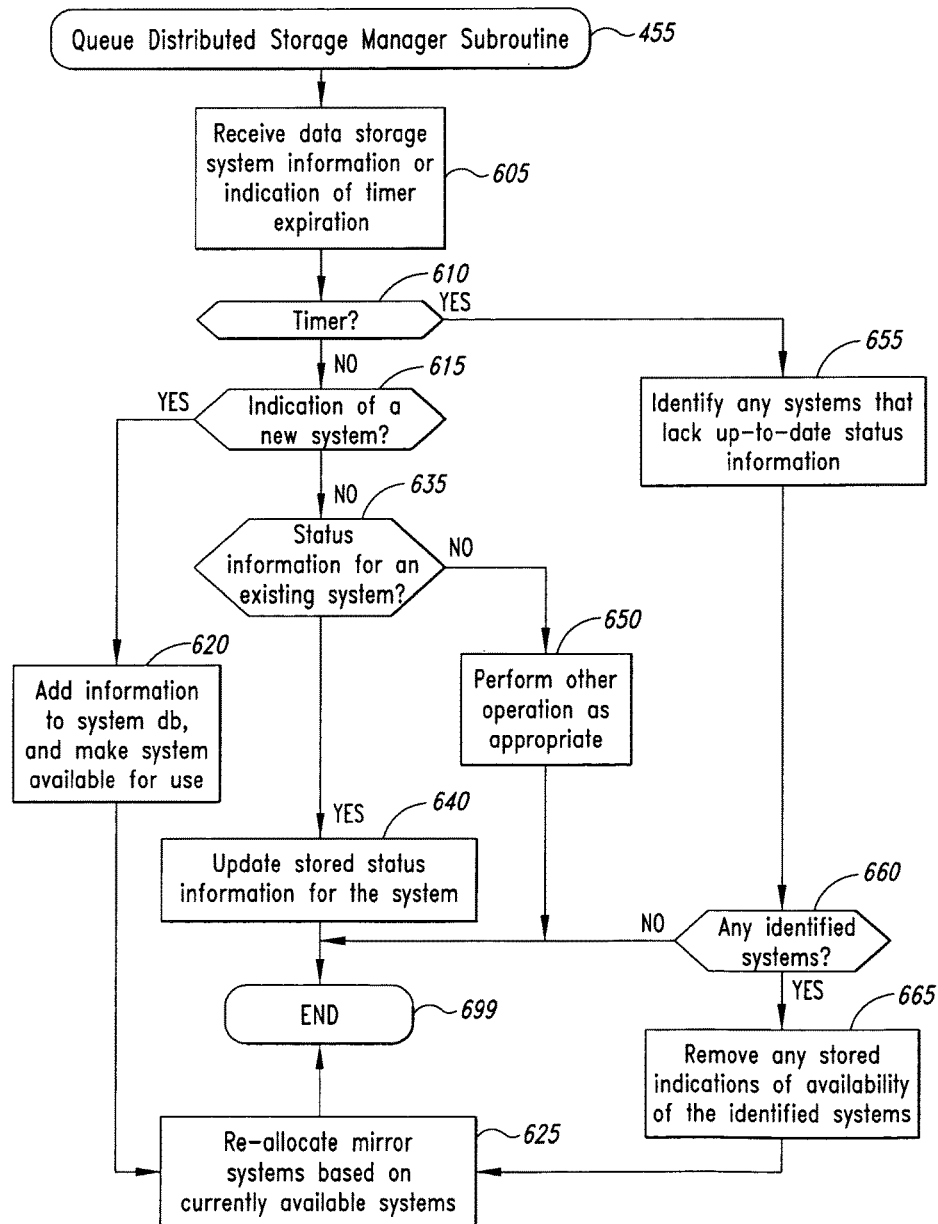 Queue Distributed Storage Manager Subroutine
455
Receive data storage
system information or
indication of timer
expiration
605
610
Timer?
YES
NO
615
YES
Indication of a
new system?
655
Identify any systems that
lack up-to-date status
information
NO
635
Status
information for an
existing system?
NO
620
Add information
to system db,
and make system
available for use
650
Perform other
operation as
appropriate
YES
640
Update stored status
information for the system
660
NO
Any identified
systems?
YES
END
699
665
Remove any stored
indications of availability
of the identified systems
Re-allocate mirror
systems based on
currently available systems
625